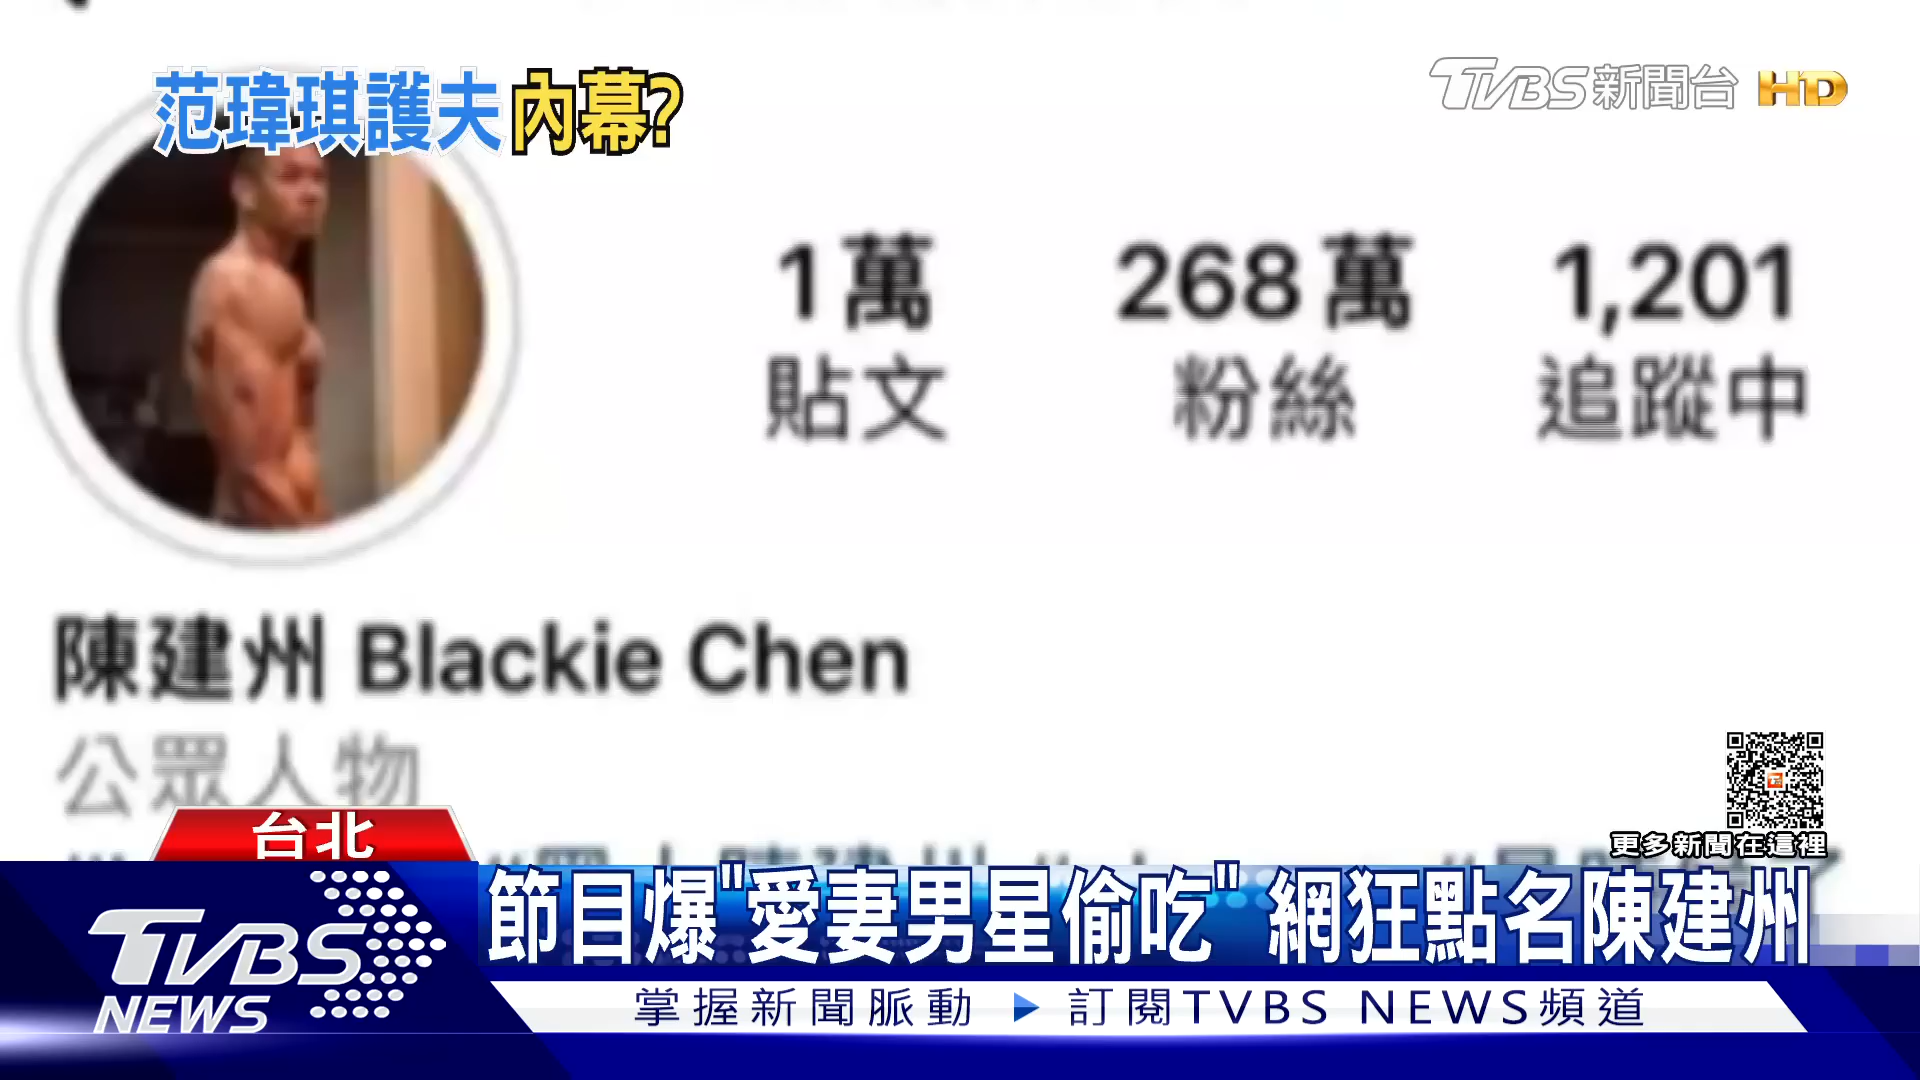 范瑋琪護夫內幕?
TVBS新聞台 HD
1萬 268萬 1,201
貼文 粉絲 追蹤中
陳建州 Blackie Chen
公眾人物
更多新聞在這裡
台北
節目爆"愛妻男星偷吃" 網狂點名陳建州
TVBS NEWS
掌握新聞脈動 ▶ 訂閱TVBS NEWS頻道